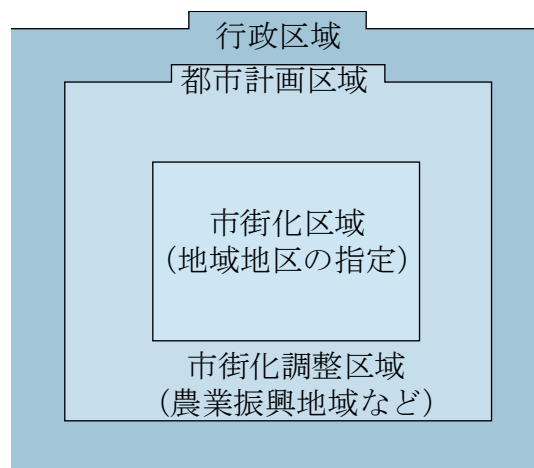 行政区域
都市計画区域
市街化区域
(地域地区の指定)
市街化調整区域
(農業振興地域など)